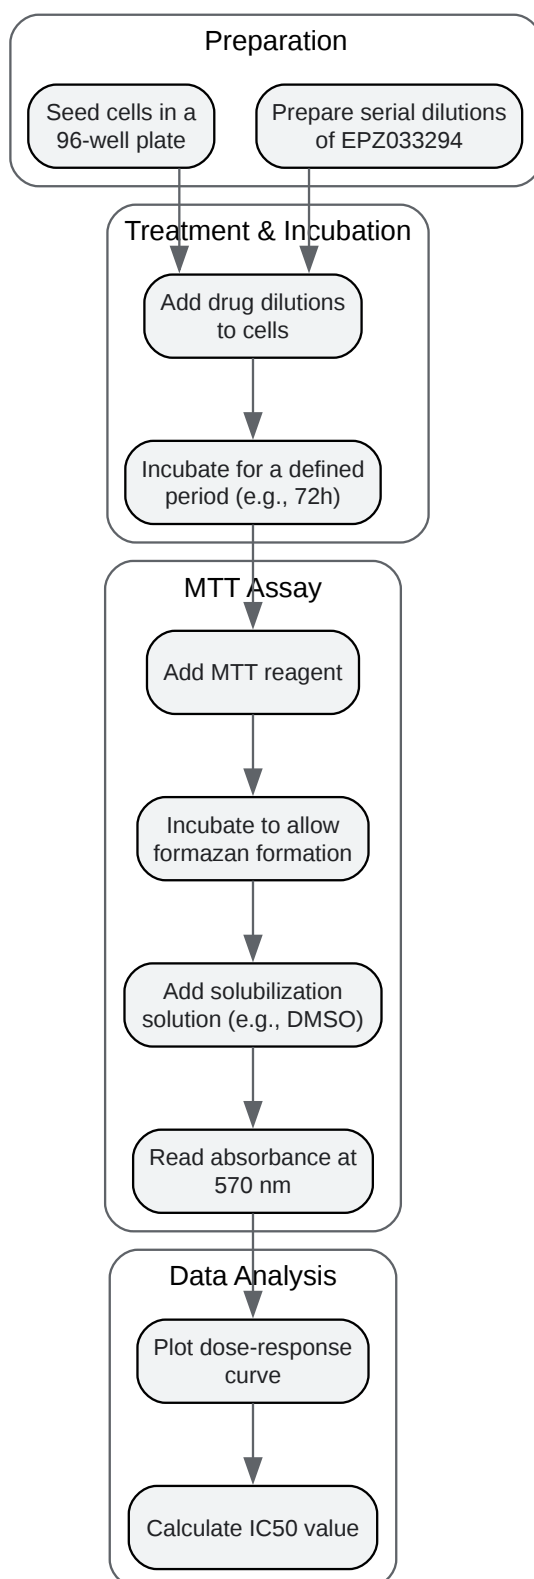 Preparation
Seed cells in a
96-well plate
Prepare serial dilutions
of EPZ033294
Treatment & Incubation
Add drug dilutions
to cells
Incubate for a defined
period (e.g., 72h)
MTT Assay
Add MTT reagent
Incubate to allow
formazan formation
Add solubilization
solution (e.g., DMSO)
Read absorbance at
570 nm
Data Analysis
Plot dose-response
curve
Calculate IC50 value